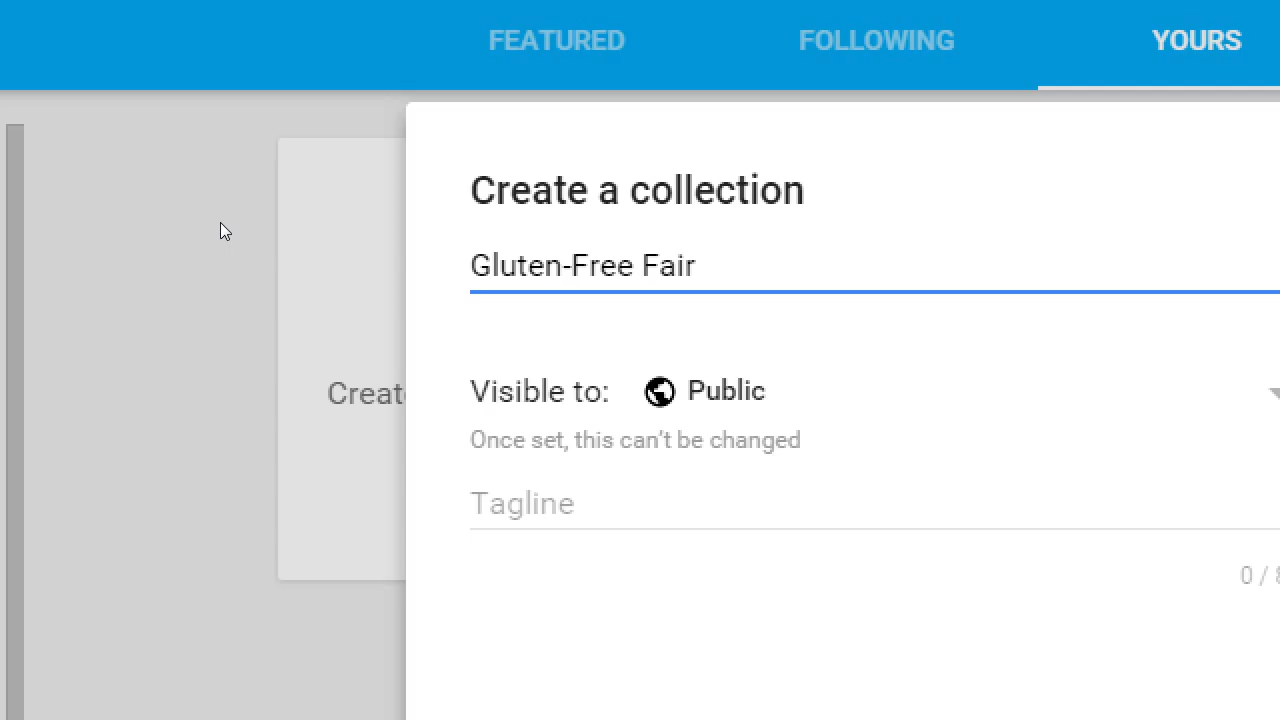 FEATURED FOLLOWING YOURS
Create a collection
Gluten-Free Fair
Visible to: Public
Creat
Once set, this can't be changed
Tagline
0 / 8